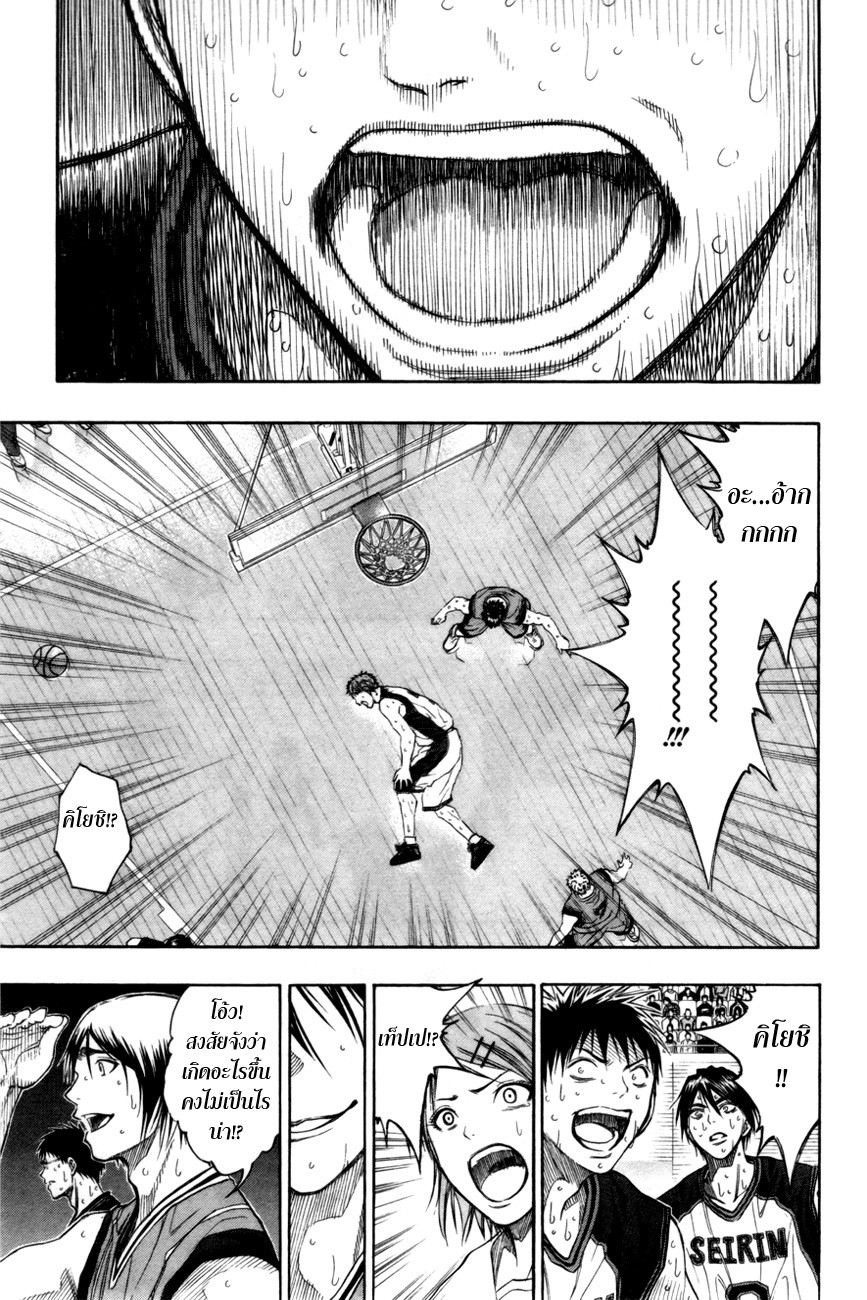 อะ...อ๊าก
กกกก
!!!
คิโยชิ!?
คิโยชิ
!!
เท็ปเป!?
โอ้ว!
สงสัยจังว่า
เกิดอะไรขึ้น
คงไม่เป็นไร
น่า!?
SEIRIN